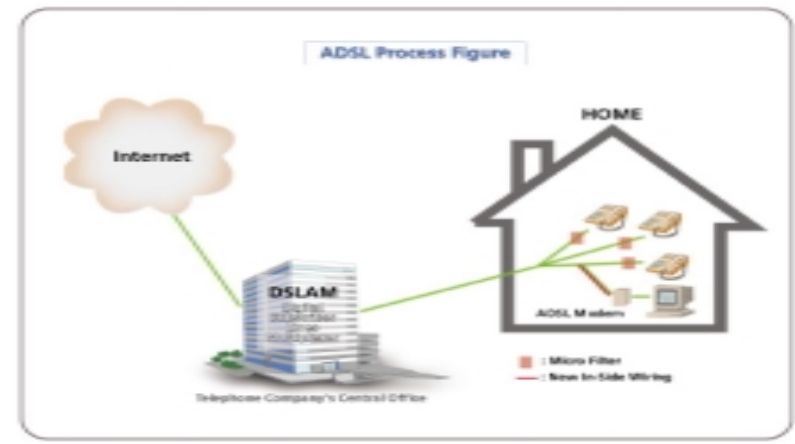 ADSL Process Figure
HOME
Internet
DSLAM
ADSL Modem
: Micro Filter
: New In-Side Wiring
Telephone Company's Central Office